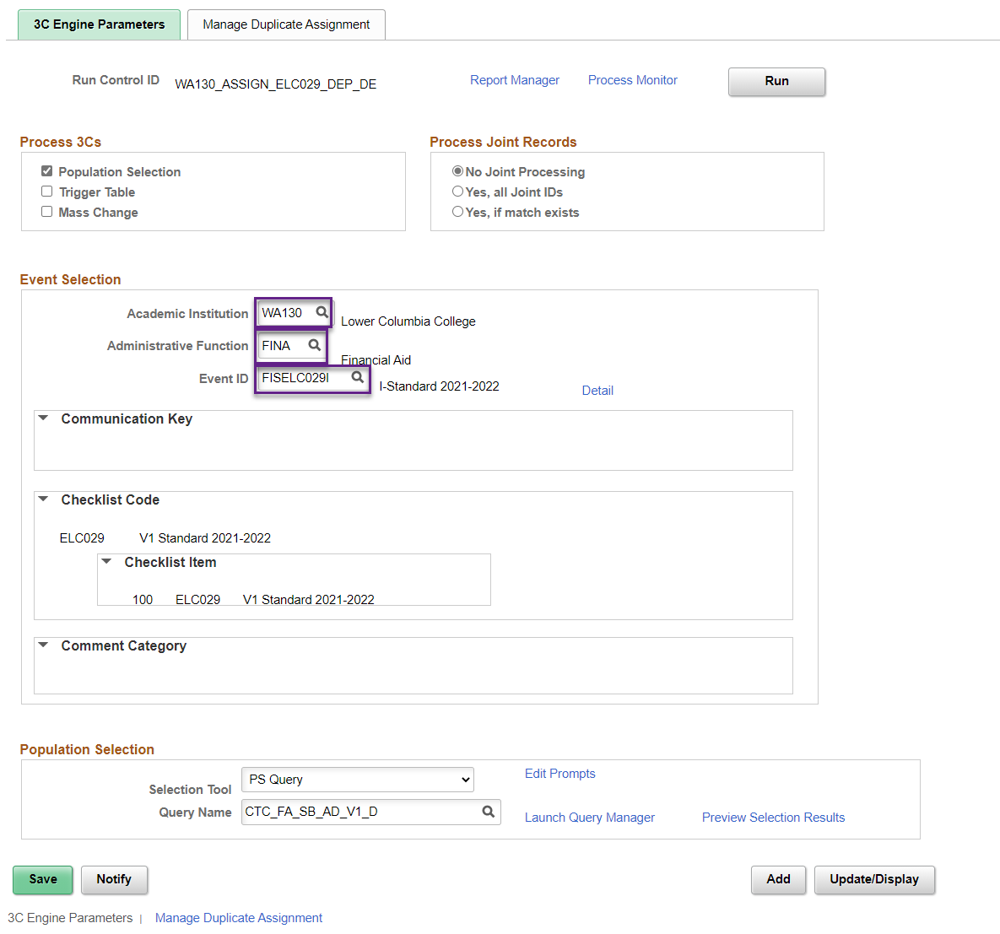 3C Engine Parameters
Manage Duplicate Assignment
Run Control ID WA130_ASSIGN_ELC029_DEP_DE Report Manager Process Monitor Run
Process 3Cs
Population Selection
Trigger Table
Mass Change
Process Joint Records
No Joint Processing
Yes, all Joint IDs
Yes, if match exists
Event Selection
Academic Institution WA130 Lower Columbia College
Administrative Function FINA Financial Aid
Event ID FISELC029I I-Standard 2021-2022 Detail
Communication Key
Checklist Code
ELC029 V1 Standard 2021-2022
Checklist Item
100 ELC029 V1 Standard 2021-2022
Comment Category
Population Selection
Selection Tool PS Query Edit Prompts
Query Name CTC_FA_SB_AD_V1_D Launch Query Manager Preview Selection Results
Save Notify Add Update/Display
3C Engine Parameters | Manage Duplicate Assignment